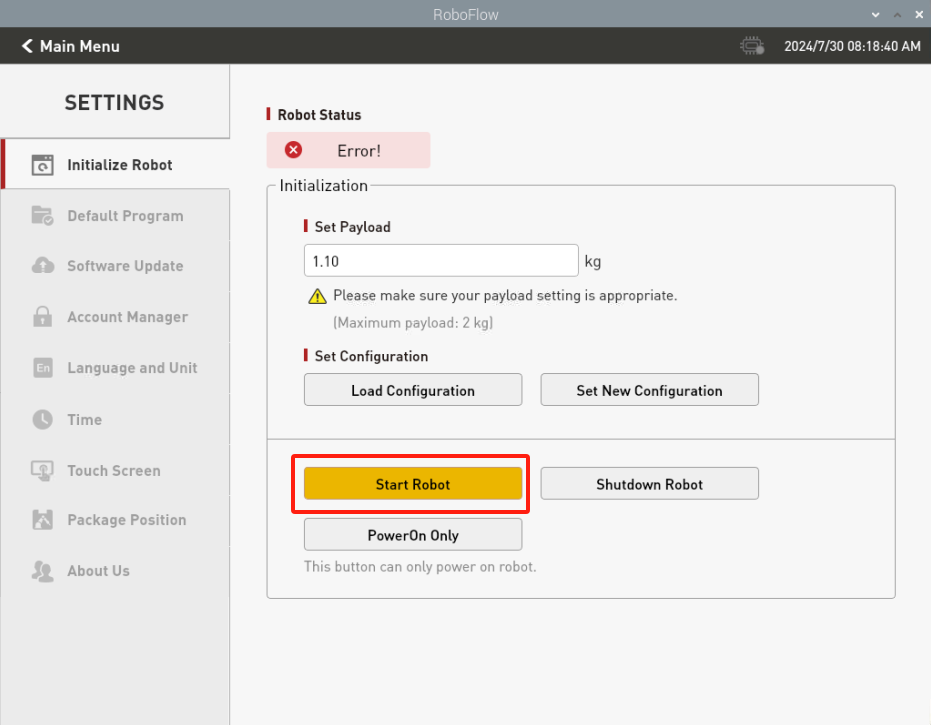 RoboFlow
Main Menu
2024/7/30 08:18:40 AM
SETTINGS
Initialize Robot
Default Program
Software Update
Account Manager
En
Language and Unit
Time
Touch Screen
Package Position
About Us
Robot Status
Error!
Initialization
Set Payload
1.10
kg
Please make sure your payload setting is appropriate.
(Maximum payload: 2 kg)
Set Configuration
Load Configuration
Set New Configuration
Start Robot
Shutdown Robot
PowerOn Only
This button can only power on robot.